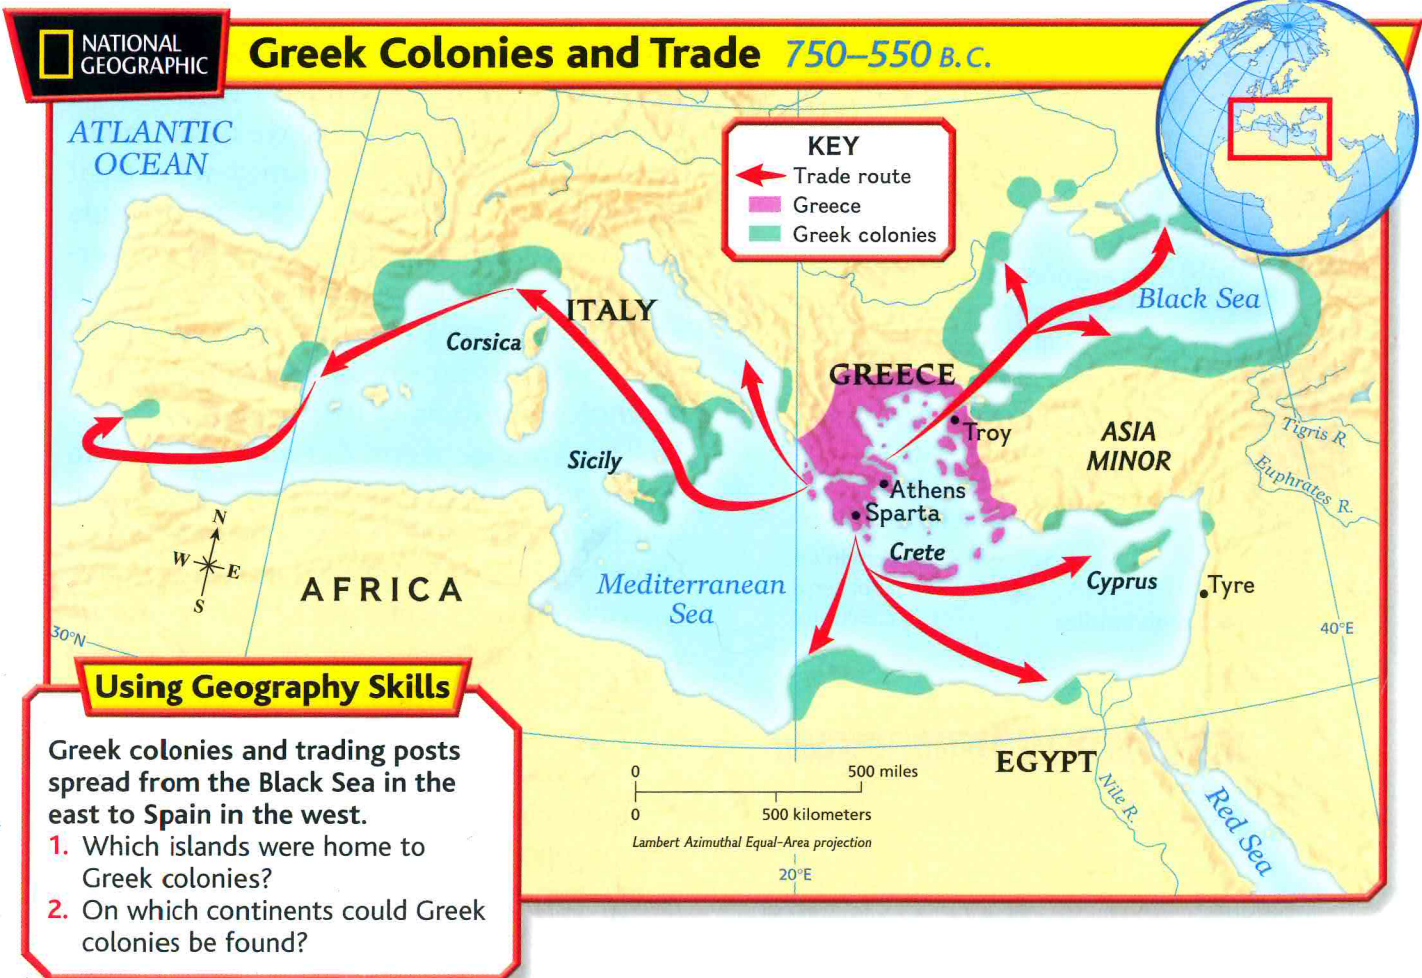 NATIONAL
GEOGRAPHIC
Greek Colonies and Trade 750–550 B.C.
ATLANTIC
OCEAN
KEY
Trade route
Greece
Greek colonies
Black Sea
ITALY
Corsica
GREECE
Troy
ASIA
MINOR
Tigris R.
Euphrates R.
Sicily
Athens
Sparta
Crete
Cyprus
Tyre
N
W
E
S
AFRICA
Mediterranean
Sea
30°N
40°E
EGYPT
Nile R.
Red Sea
0 500 miles
0 500 kilometers
Lambert Azimuthal Equal-Area projection
20°E
Using Geography Skills
Greek colonies and trading posts
spread from the Black Sea in the
east to Spain in the west.
1. Which islands were home to
Greek colonies?
2. On which continents could Greek
colonies be found?